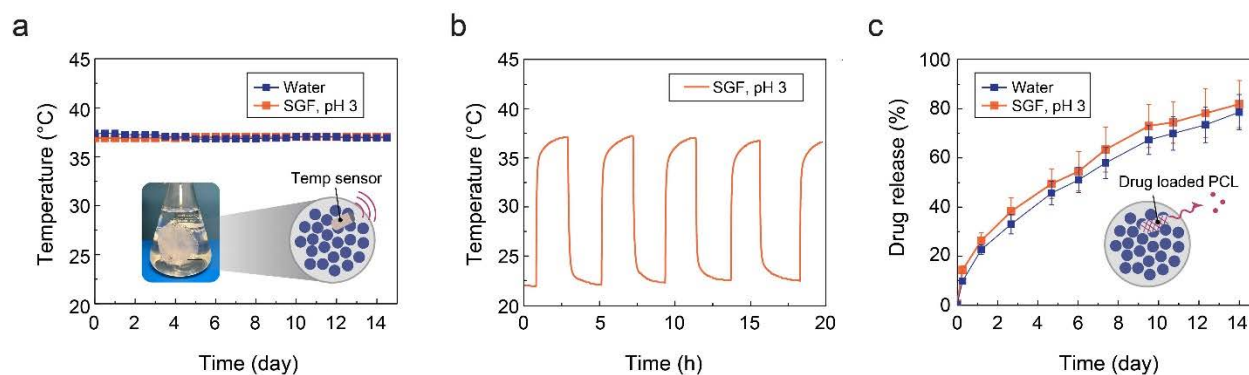 a
45
40
35
30
25
20
Temperature (°C)
0 2 4 6 8 10 12 14
Time (day)
Water
SGF, pH 3
Temp sensor
b
45
40
35
30
25
20
Temperature (°C)
0 5 10 15 20
Time (h)
SGF, pH 3
c
100
80
60
40
20
0
Drug release (%)
0 2 4 6 8 10 12 14
Time (day)
Water
SGF, pH 3
Drug loaded PCL